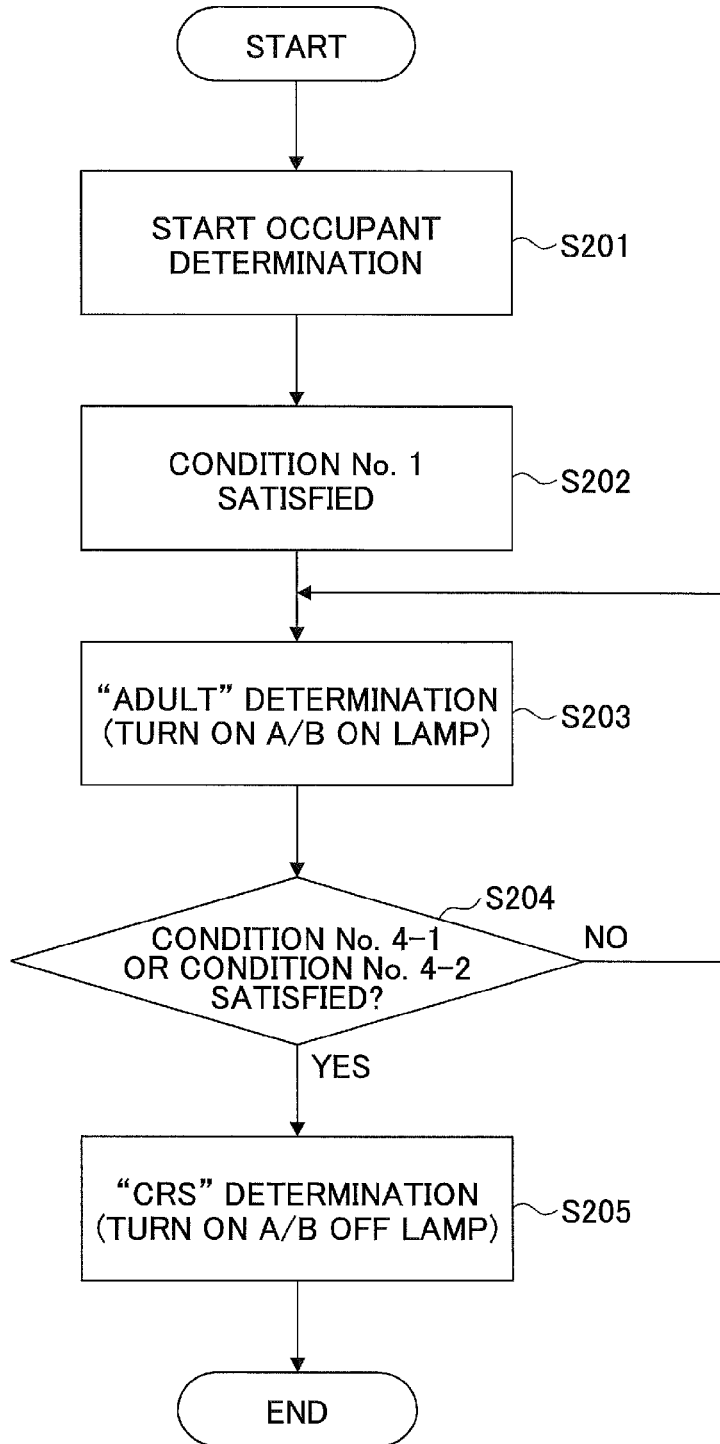 START
START OCCUPANT
DETERMINATION
S201
CONDITION No. 1
SATISFIED
S202
“ADULT” DETERMINATION
(TURN ON A/B ON LAMP)
S203
S204
CONDITION No. 4-1
OR CONDITION No. 4-2
SATISFIED?
NO
YES
“CRS” DETERMINATION
(TURN ON A/B OFF LAMP)
S205
END